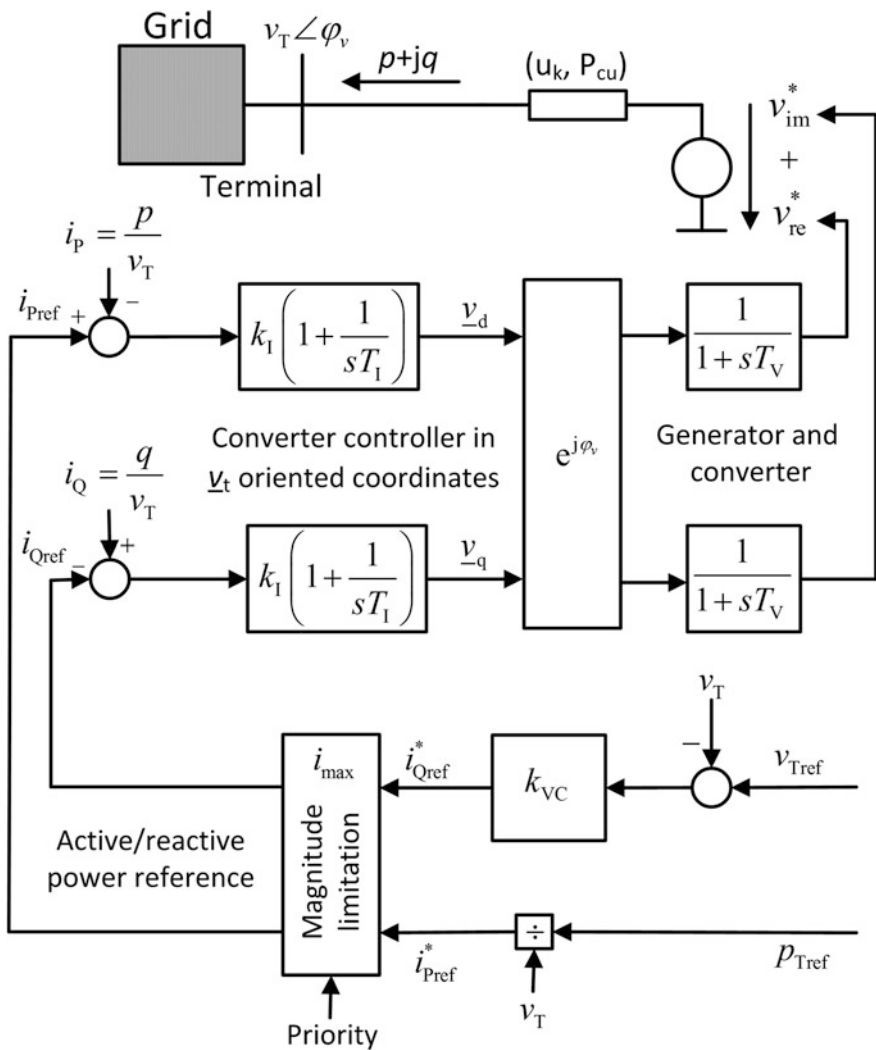 Grid
v_T∠φ_v
p+jq
(u_k, P_cu)
v*_im
+
v*_re
Terminal
i_P = p/v_T
−
i_Pref +
k_I(1 + 1/(sT_I))
v_d
1/(1 + sT_V)
Converter controller in
v_t oriented coordinates
e^(jφ_v)
Generator and
converter
i_Q = q/v_T
+
i_Qref −
k_I(1 + 1/(sT_I))
v_q
1/(1 + sT_V)
v_T
−
i_max
i*_Qref
k_VC
v_Tref
Active/reactive
power reference
Magnitude
limitation
÷
i*_Pref
p_Tref
v_T
Priority